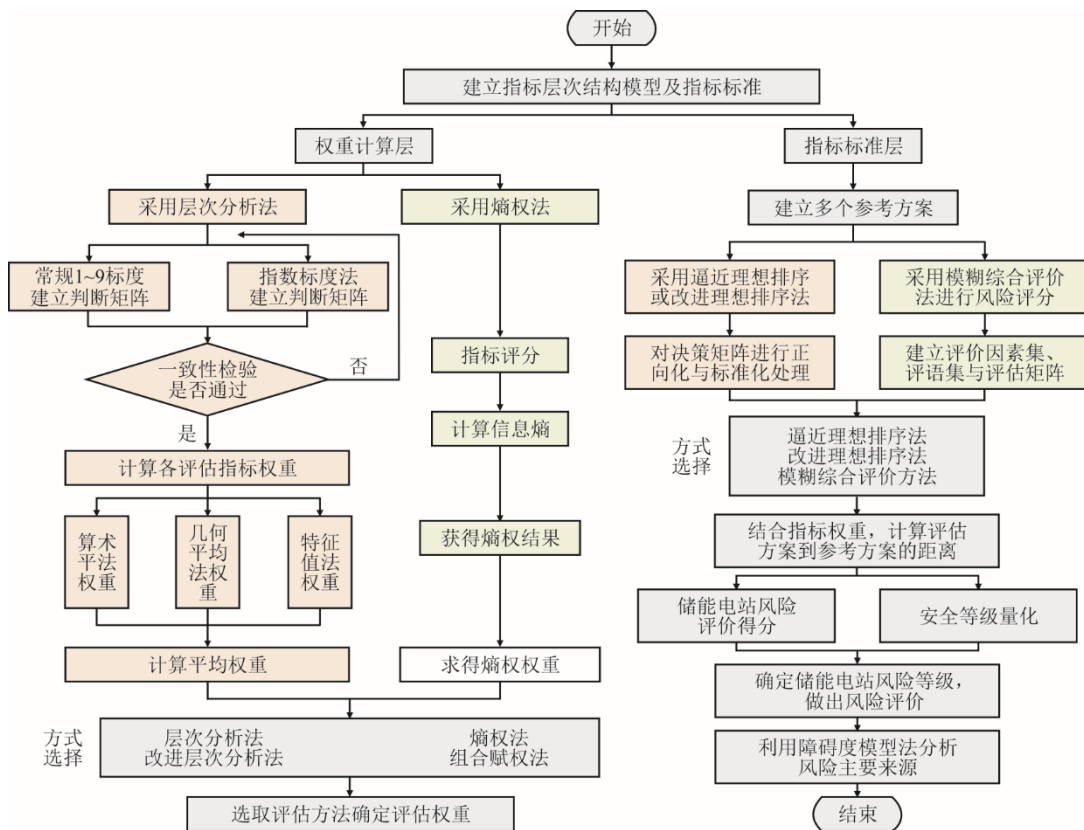 开始
建立指标层次结构模型及指标标准
权重计算层
指标标准层
采用层次分析法
采用熵权法
建立多个参考方案
常规1~9标度
建立判断矩阵
指数标度法
建立判断矩阵
采用逼近理想排序
或改进理想排序法
采用模糊综合评价
法进行风险评分
一致性检验
是否通过
否
是
指标评分
对决策矩阵进行正
向化与标准化处理
建立评价因素集、
评语集与评估矩阵
计算信息熵
方式
选择
逼近理想排序法
改进理想排序法
模糊综合评价方法
计算各评估指标权重
算术
平法
权重
几何
平均
法权
重
特征
值法
权重
获得熵权结果
结合指标权重，计算评估
方案到参考方案的距离
储能电站风险
评价得分
安全等级量化
计算平均权重
求得熵权权重
确定储能电站风险等级，
做出风险评价
方式
选择
层次分析法
改进层次分析法
熵权法
组合赋权法
利用障碍度模型法分析
风险主要来源
选取评估方法确定评估权重
结束